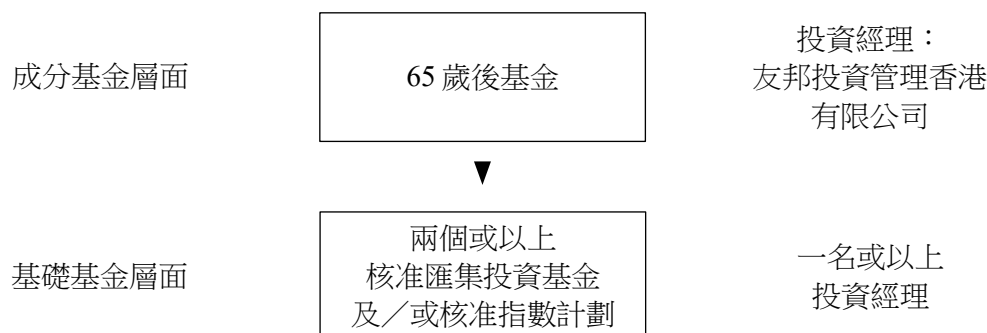 成分基金層面
65 歲後基金
投資經理：
友邦投資管理香港
有限公司
基礎基金層面
兩個或以上
核准匯集投資基金
及／或核准指數計劃
一名或以上
投資經理